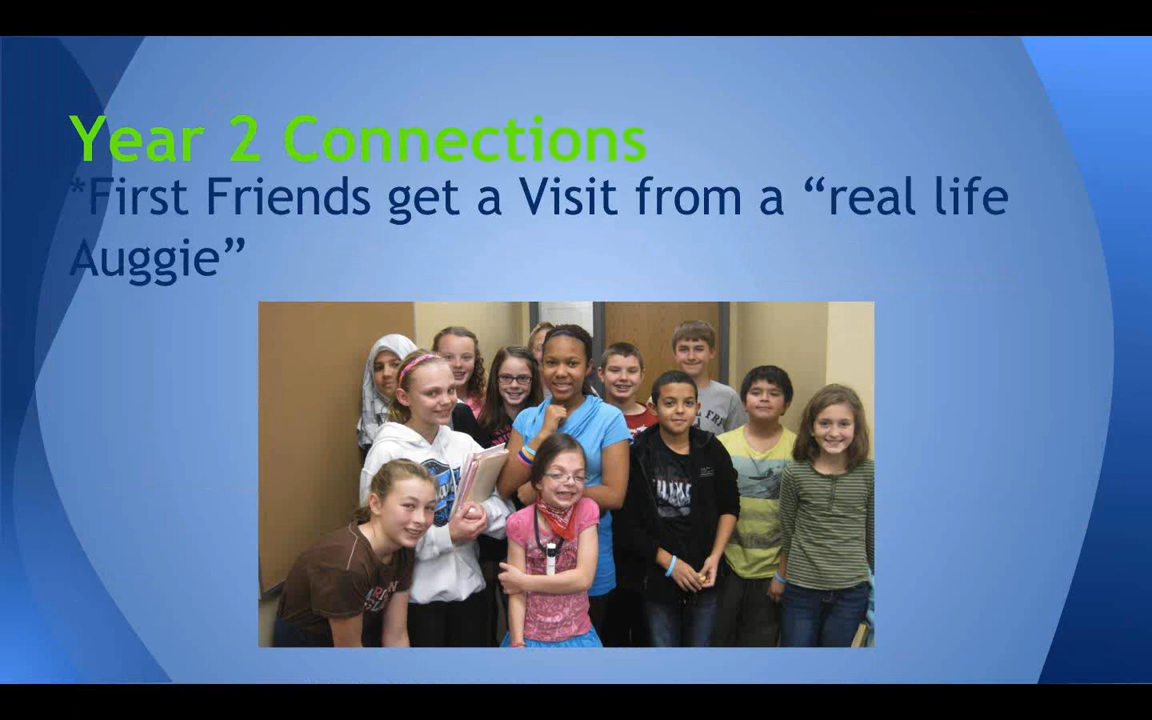 Year 2 Connections
*First Friends get a Visit from a “real life
Auggie”